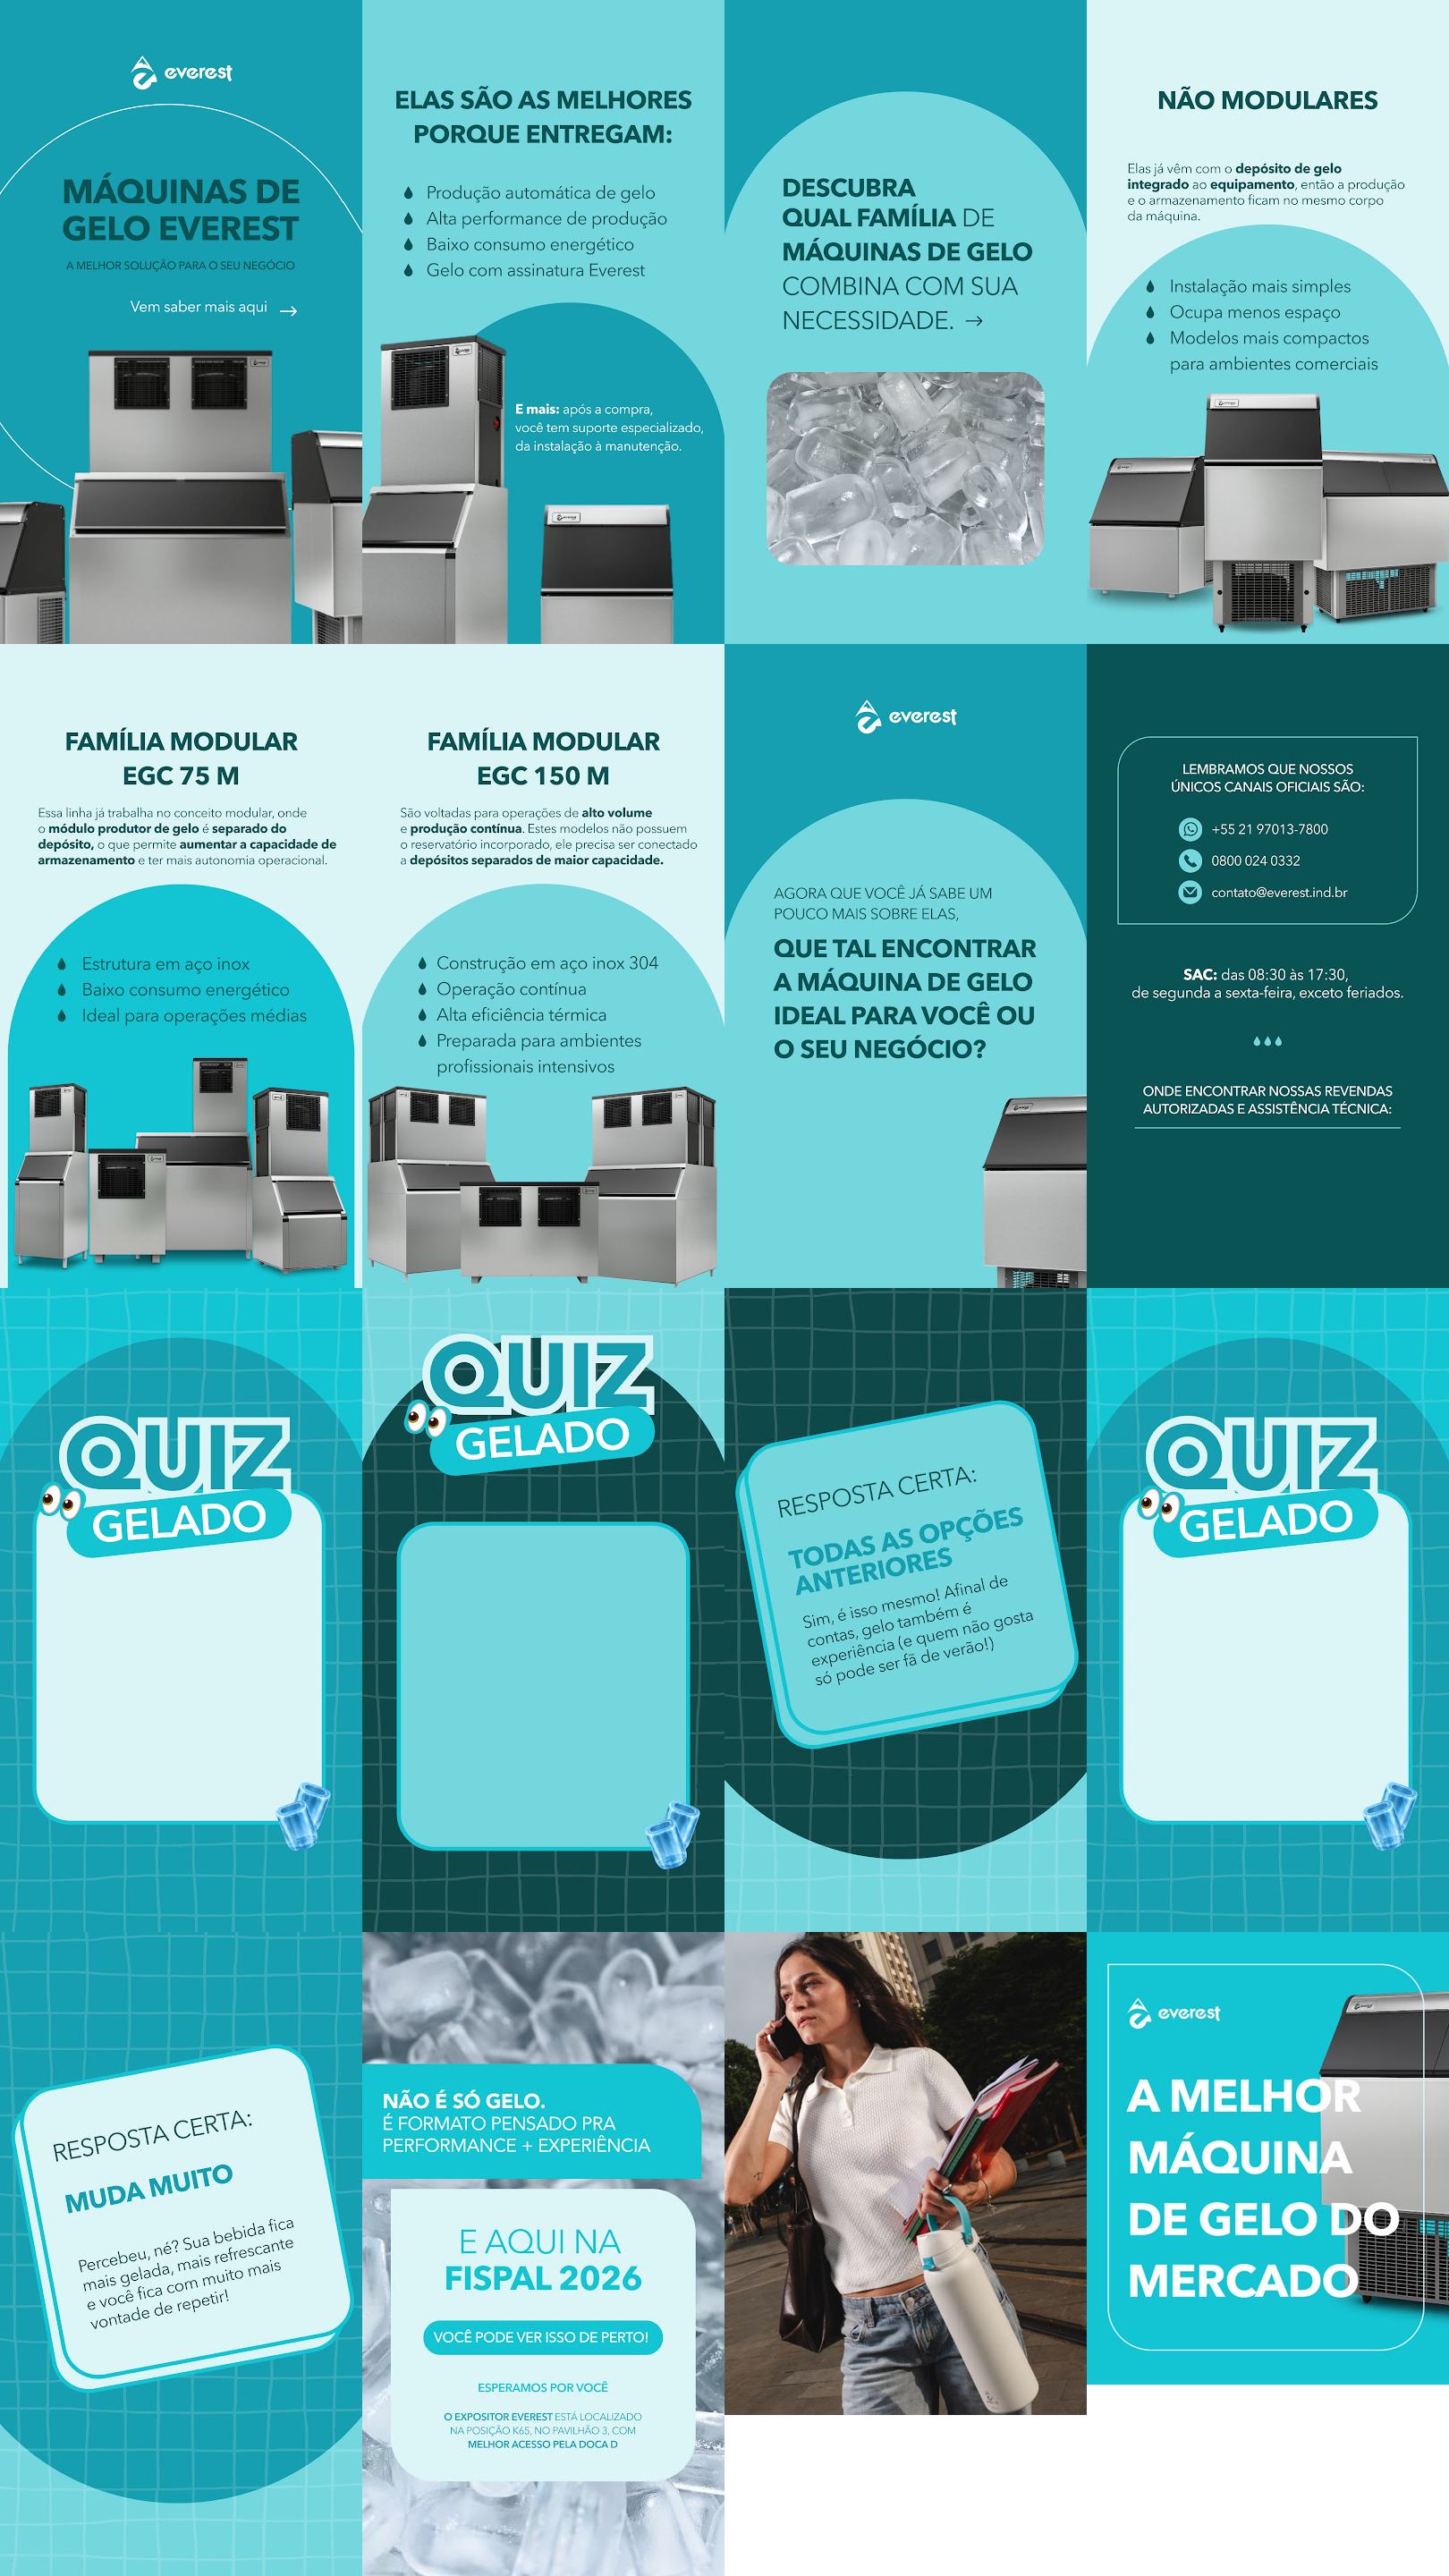 everest
MÁQUINAS DE
GELO EVEREST
A MELHOR SOLUÇÃO PARA O SEU NEGÓCIO
Vem saber mais aqui →
ELAS SÃO AS MELHORES
PORQUE ENTREGAM:
Produção automática de gelo
Alta performance de produção
Baixo consumo energético
Gelo com assinatura Everest
E mais: após a compra,
você tem suporte especializado,
da instalação à manutenção.
everest
DESCUBRA
QUAL FAMÍLIA DE
MÁQUINAS DE GELO
COMBINA COM SUA
NECESSIDADE. →
NÃO MODULARES
Elas já vêm com o depósito de gelo
integrado ao equipamento, então a produção
e o armazenamento ficam no mesmo corpo
da máquina.
Instalação mais simples
Ocupa menos espaço
Modelos mais compactos
para ambientes comerciais
FAMÍLIA MODULAR
EGC 75 M
Essa linha já trabalha no conceito modular, onde
o módulo produtor de gelo é separado do
depósito, o que permite aumentar a capacidade de
armazenamento e ter mais autonomia operacional.
Estrutura em aço inox
Baixo consumo energético
Ideal para operações médias
FAMÍLIA MODULAR
EGC 150 M
São voltadas para operações de alto volume
e produção contínua. Estes modelos não possuem
o reservatório incorporado, ele precisa ser conectado
a depósitos separados de maior capacidade.
Construção em aço inox 304
Operação contínua
Alta eficiência térmica
Preparada para ambientes
profissionais intensivos
everest
AGORA QUE VOCÊ JÁ SABE UM
POUCO MAIS SOBRE ELAS,
QUE TAL ENCONTRAR
A MÁQUINA DE GELO
IDEAL PARA VOCÊ OU
O SEU NEGÓCIO?
LEMBRAMOS QUE NOSSOS
ÚNICOS CANAIS OFICIAIS SÃO:
+55 21 97013-7800
0800 024 0332
contato@everest.ind.br
SAC: das 08:30 às 17:30,
de segunda a sexta-feira, exceto feriados.
ONDE ENCONTRAR NOSSAS REVENDAS
AUTORIZADAS E ASSISTÊNCIA TÉCNICA:
QUIZ
GELADO
QUIZ
GELADO
RESPOSTA CERTA:
TODAS AS OPÇÕES
ANTERIORES
Sim, é isso mesmo! Afinal de
contas, gelo também é
experiência (e quem não gosta
só pode ser fã de verão!)
QUIZ
GELADO
RESPOSTA CERTA:
MUDA MUITO
Percebeu, né? Sua bebida fica
mais gelada, mais refrescante
e você fica com muito mais
vontade de repetir!
NÃO É SÓ GELO.
É FORMATO PENSADO PRA
PERFORMANCE + EXPERIÊNCIA
E AQUI NA
FISPAL 2026
VOCÊ PODE VER ISSO DE PERTO!
ESPERAMOS POR VOCÊ
O EXPOSITOR EVEREST ESTÁ LOCALIZADO
NA POSIÇÃO K65, NO PAVILHÃO 3, COM
MELHOR ACESSO PELA DOCA D
everest
A MELHOR
MÁQUINA
DE GELO DO
MERCADO